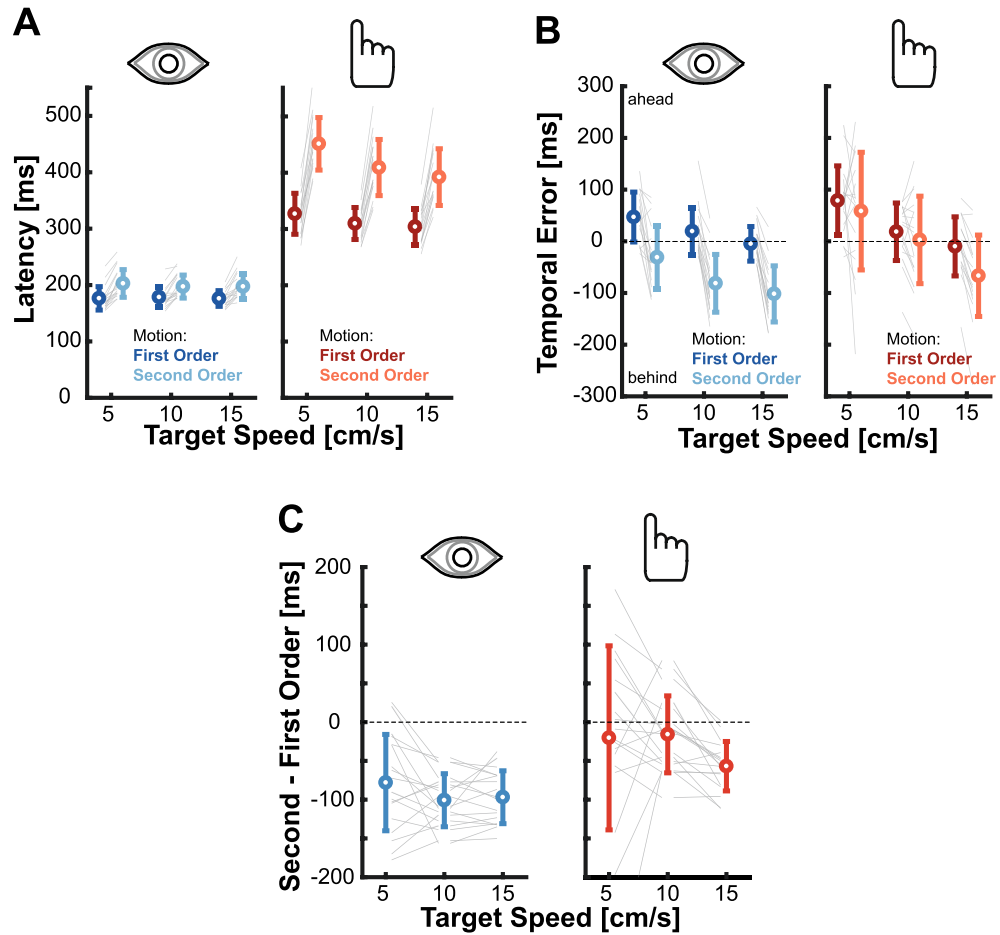 A
Latency [ms]
500
400
300
200
100
0
Motion:
First Order
Second Order
Motion:
First Order
Second Order
5 10 15
5 10 15
Target Speed [cm/s]
B
Temporal Error [ms]
300
200
100
0
-100
-200
-300
ahead
behind
Motion:
First Order
Second Order
Motion:
First Order
Second Order
5 10 15
5 10 15
Target Speed [cm/s]
C
Second - First Order [ms]
200
100
0
-100
-200
5 10 15
5 10 15
Target Speed [cm/s]